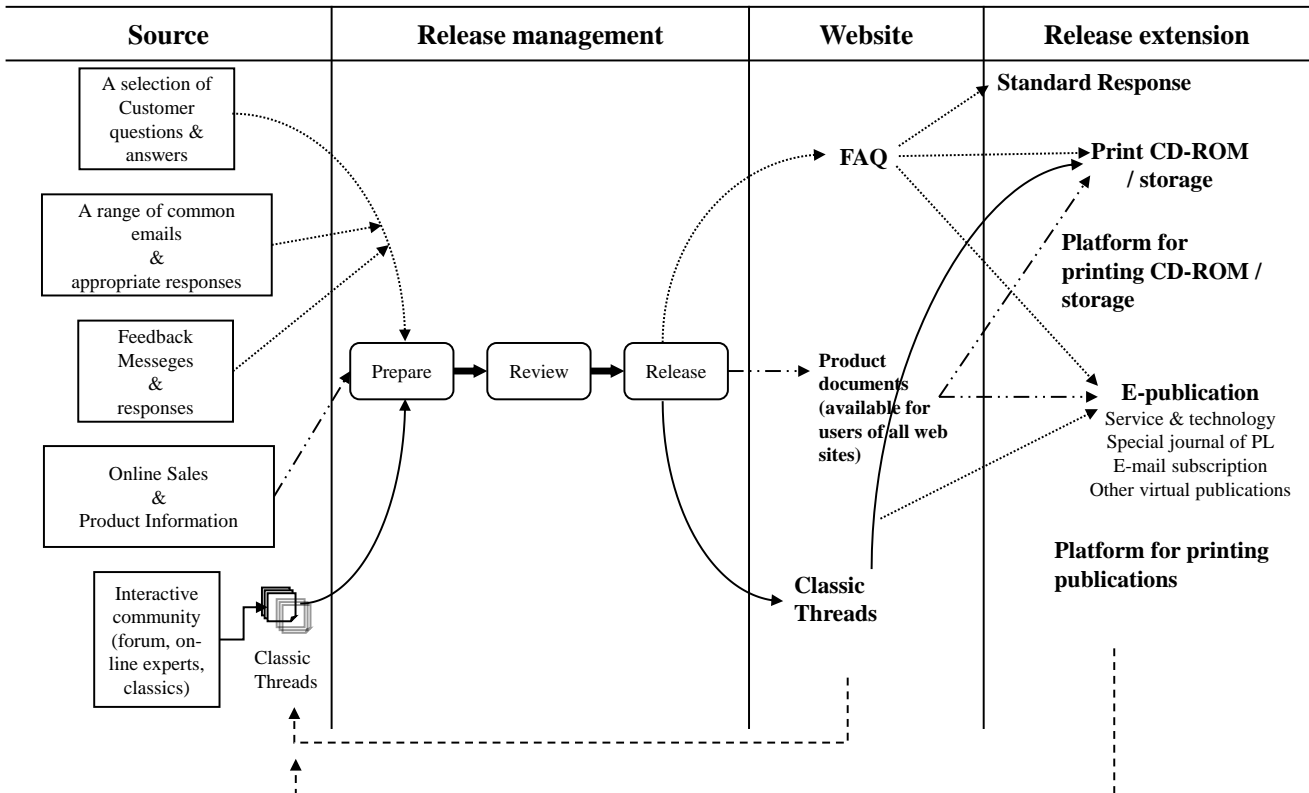 Source
Release management
Website
Release extension
A selection of
Customer
questions &
answers
A range of common
emails
&
appropriate responses
Feedback
Messeges
&
responses
Online Sales
&
Product Information
Interactive
community
(forum, on-
line experts,
classics)
Classic
Threads
Prepare
Review
Release
FAQ
Product
documents
(available for
users of all web
sites)
Classic
Threads
Standard Response
Print CD-ROM
/ storage
Platform for
printing CD-ROM /
storage
E-publication
Service & technology
Special journal of PL
E-mail subscription
Other virtual publications
Platform for printing
publications